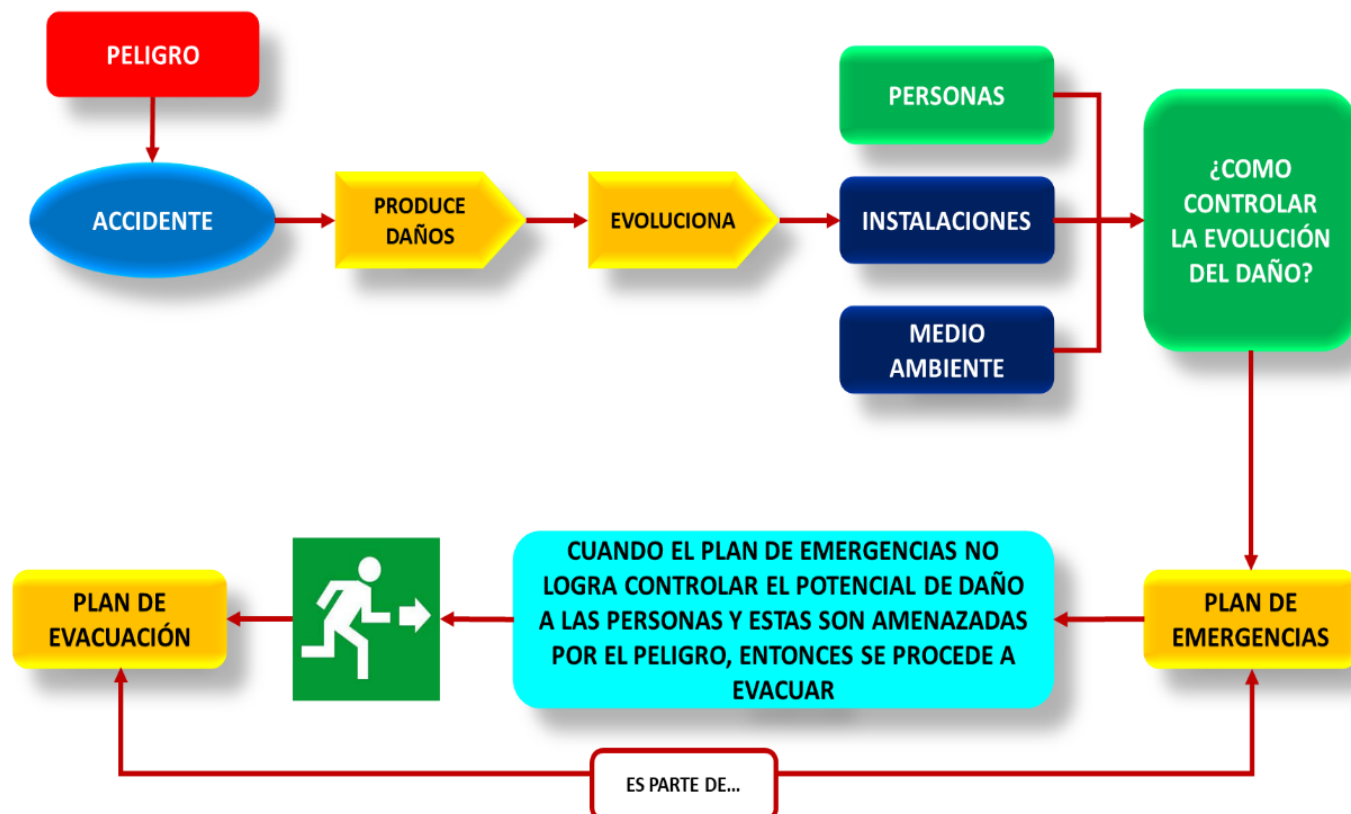 PELIGRO
ACCIDENTE
PRODUCE
DAÑOS
EVOLUCIONA
PERSONAS
INSTALACIONES
MEDIO
AMBIENTE
¿COMO
CONTROLAR
LA EVOLUCIÓN
DEL DAÑO?
PLAN DE
EMERGENCIAS
CUANDO EL PLAN DE EMERGENCIAS NO
LOGRA CONTROLAR EL POTENCIAL DE DAÑO
A LAS PERSONAS Y ESTAS SON AMENAZADAS
POR EL PELIGRO, ENTONCES SE PROCEDE A
EVACUAR
PLAN DE
EVACUACIÓN
ES PARTE DE...